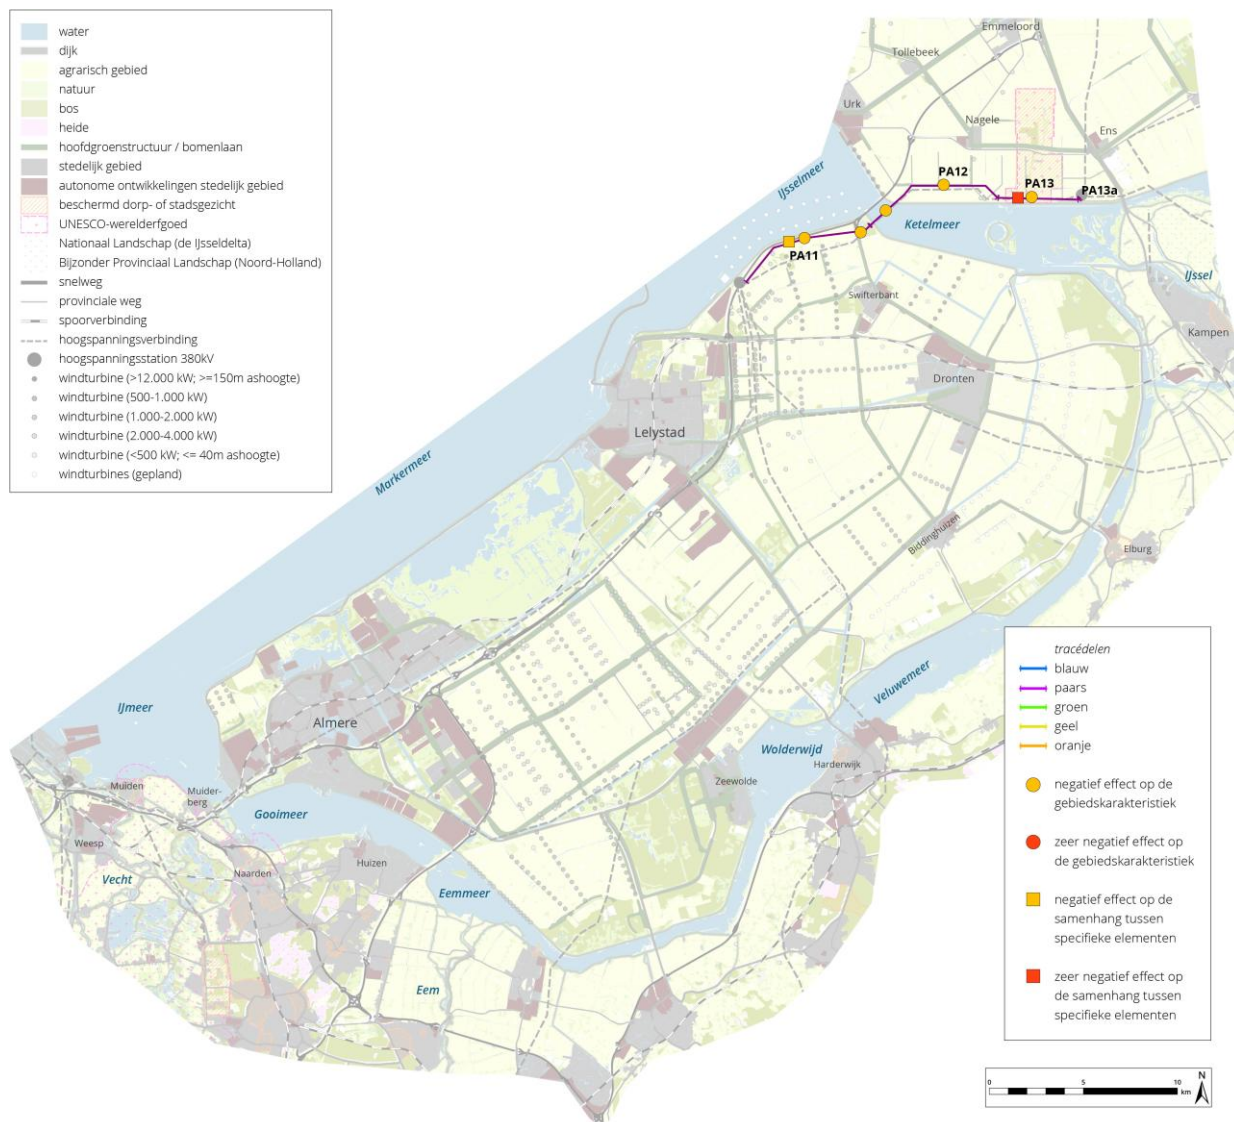 water
dijk
agrarisch gebied
natuur
bos
heide
hoofdgroenstructuur / bomenlaan
stedelijk gebied
autonome ontwikkelingen stedelijk gebied
beschermd dorp- of stadsgezicht
UNESCO-werelderfgoed
Nationaal Landschap (de IJsseldelta)
Bijzonder Provinciaal Landschap (Noord-Holland)
snelweg
provinciale weg
spoorverbinding
hoogspanningsverbinding
hoogspanningsstation 380kV
windturbine (>12.000 kW; >=150m ashoogte)
windturbine (500-1.000 kW)
windturbine (1.000-2.000 kW)
windturbine (2.000-4.000 kW)
windturbine (<500 kW; <= 40m ashoogte)
windturbines (gepland)
Emmeloord
Tollebeek
Urk
Nagele
Ens
IJsselmeer
PA12
PA13
PA13a
Ketelmeer
PA11
IJssel
Swifterbant
Kampen
Dronten
Lelystad
Markermeer
Biddinghuizen
Elburg
Veluwemeer
IJmeer
Almere
Wolderwijd
Harderwijk
Zeewolde
Muiden
Muider-
berg
Gooimeer
Weesp
Vecht
Naarden
Huizen
Eemmeer
Eem
tracédelen
blauw
paars
groen
geel
oranje
negatief effect op de
gebiedskarakteristiek
zeer negatief effect op
de gebiedskarakteristiek
negatief effect op de
samenhang tussen
specifieke elementen
zeer negatief effect op
de samenhang tussen
specifieke elementen
0 5 10
km
N